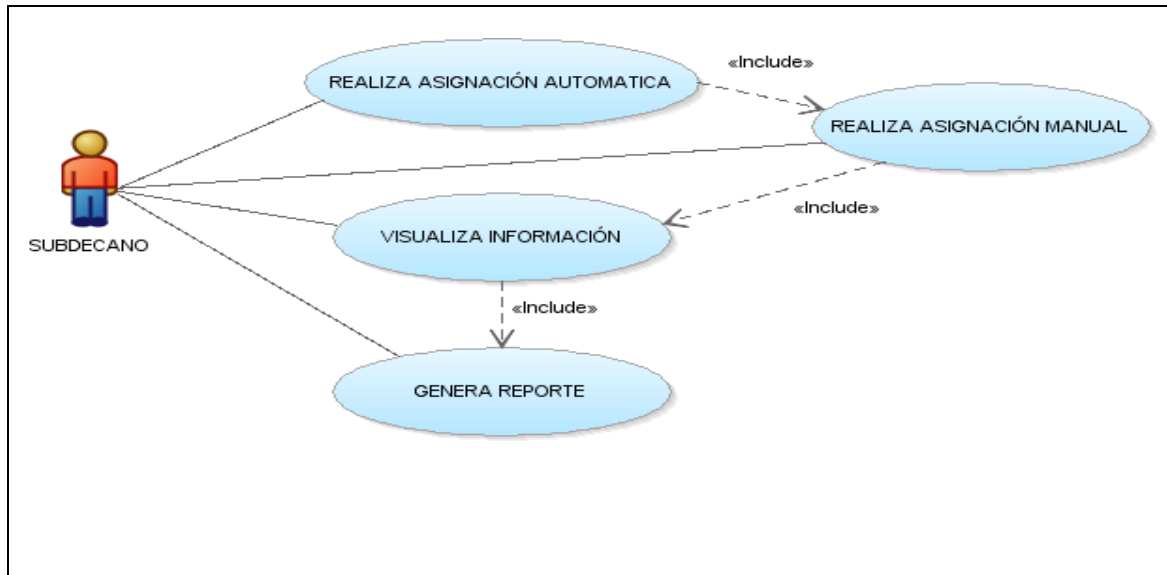 «Include»
REALIZA ASIGNACIÓN AUTOMATICA
REALIZA ASIGNACIÓN MANUAL
«Include»
SUBDECANO
VISUALIZA INFORMACIÓN
«Include»
GENERA REPORTE